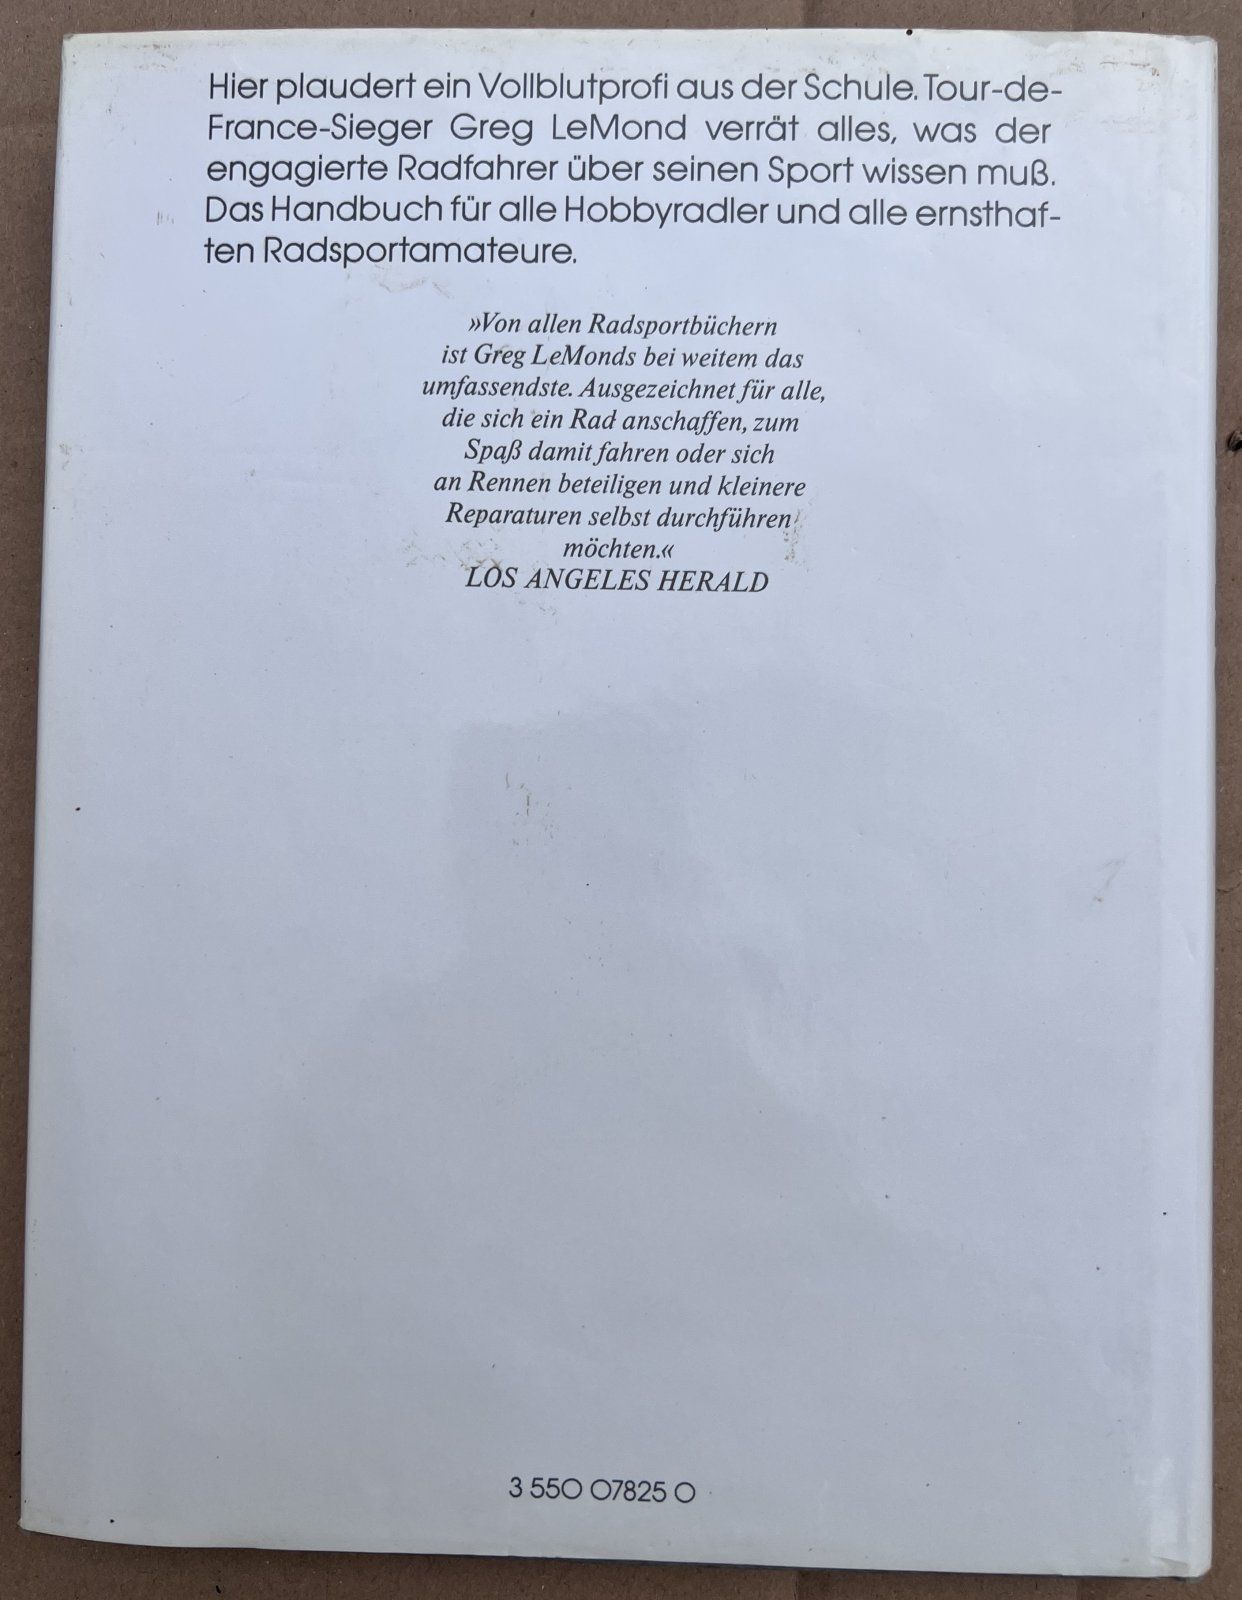 Hier plaudert ein Vollblutprofi aus der Schule. Tour-de-
France-Sieger Greg LeMond verrät alles, was der
engagierte Radfahrer über seinen Sport wissen muß.
Das Handbuch für alle Hobbyradler und alle ernsthaf-
ten Radsportamateure.
»Von allen Radsportbüchern
ist Greg LeMonds bei weitem das
umfassendste. Ausgezeichnet für alle,
die sich ein Rad anschaffen, zum
Spaß damit fahren oder sich
an Rennen beteiligen und kleinere
Reparaturen selbst durchführen
möchten.«
LOS ANGELES HERALD
3 550 07825 0